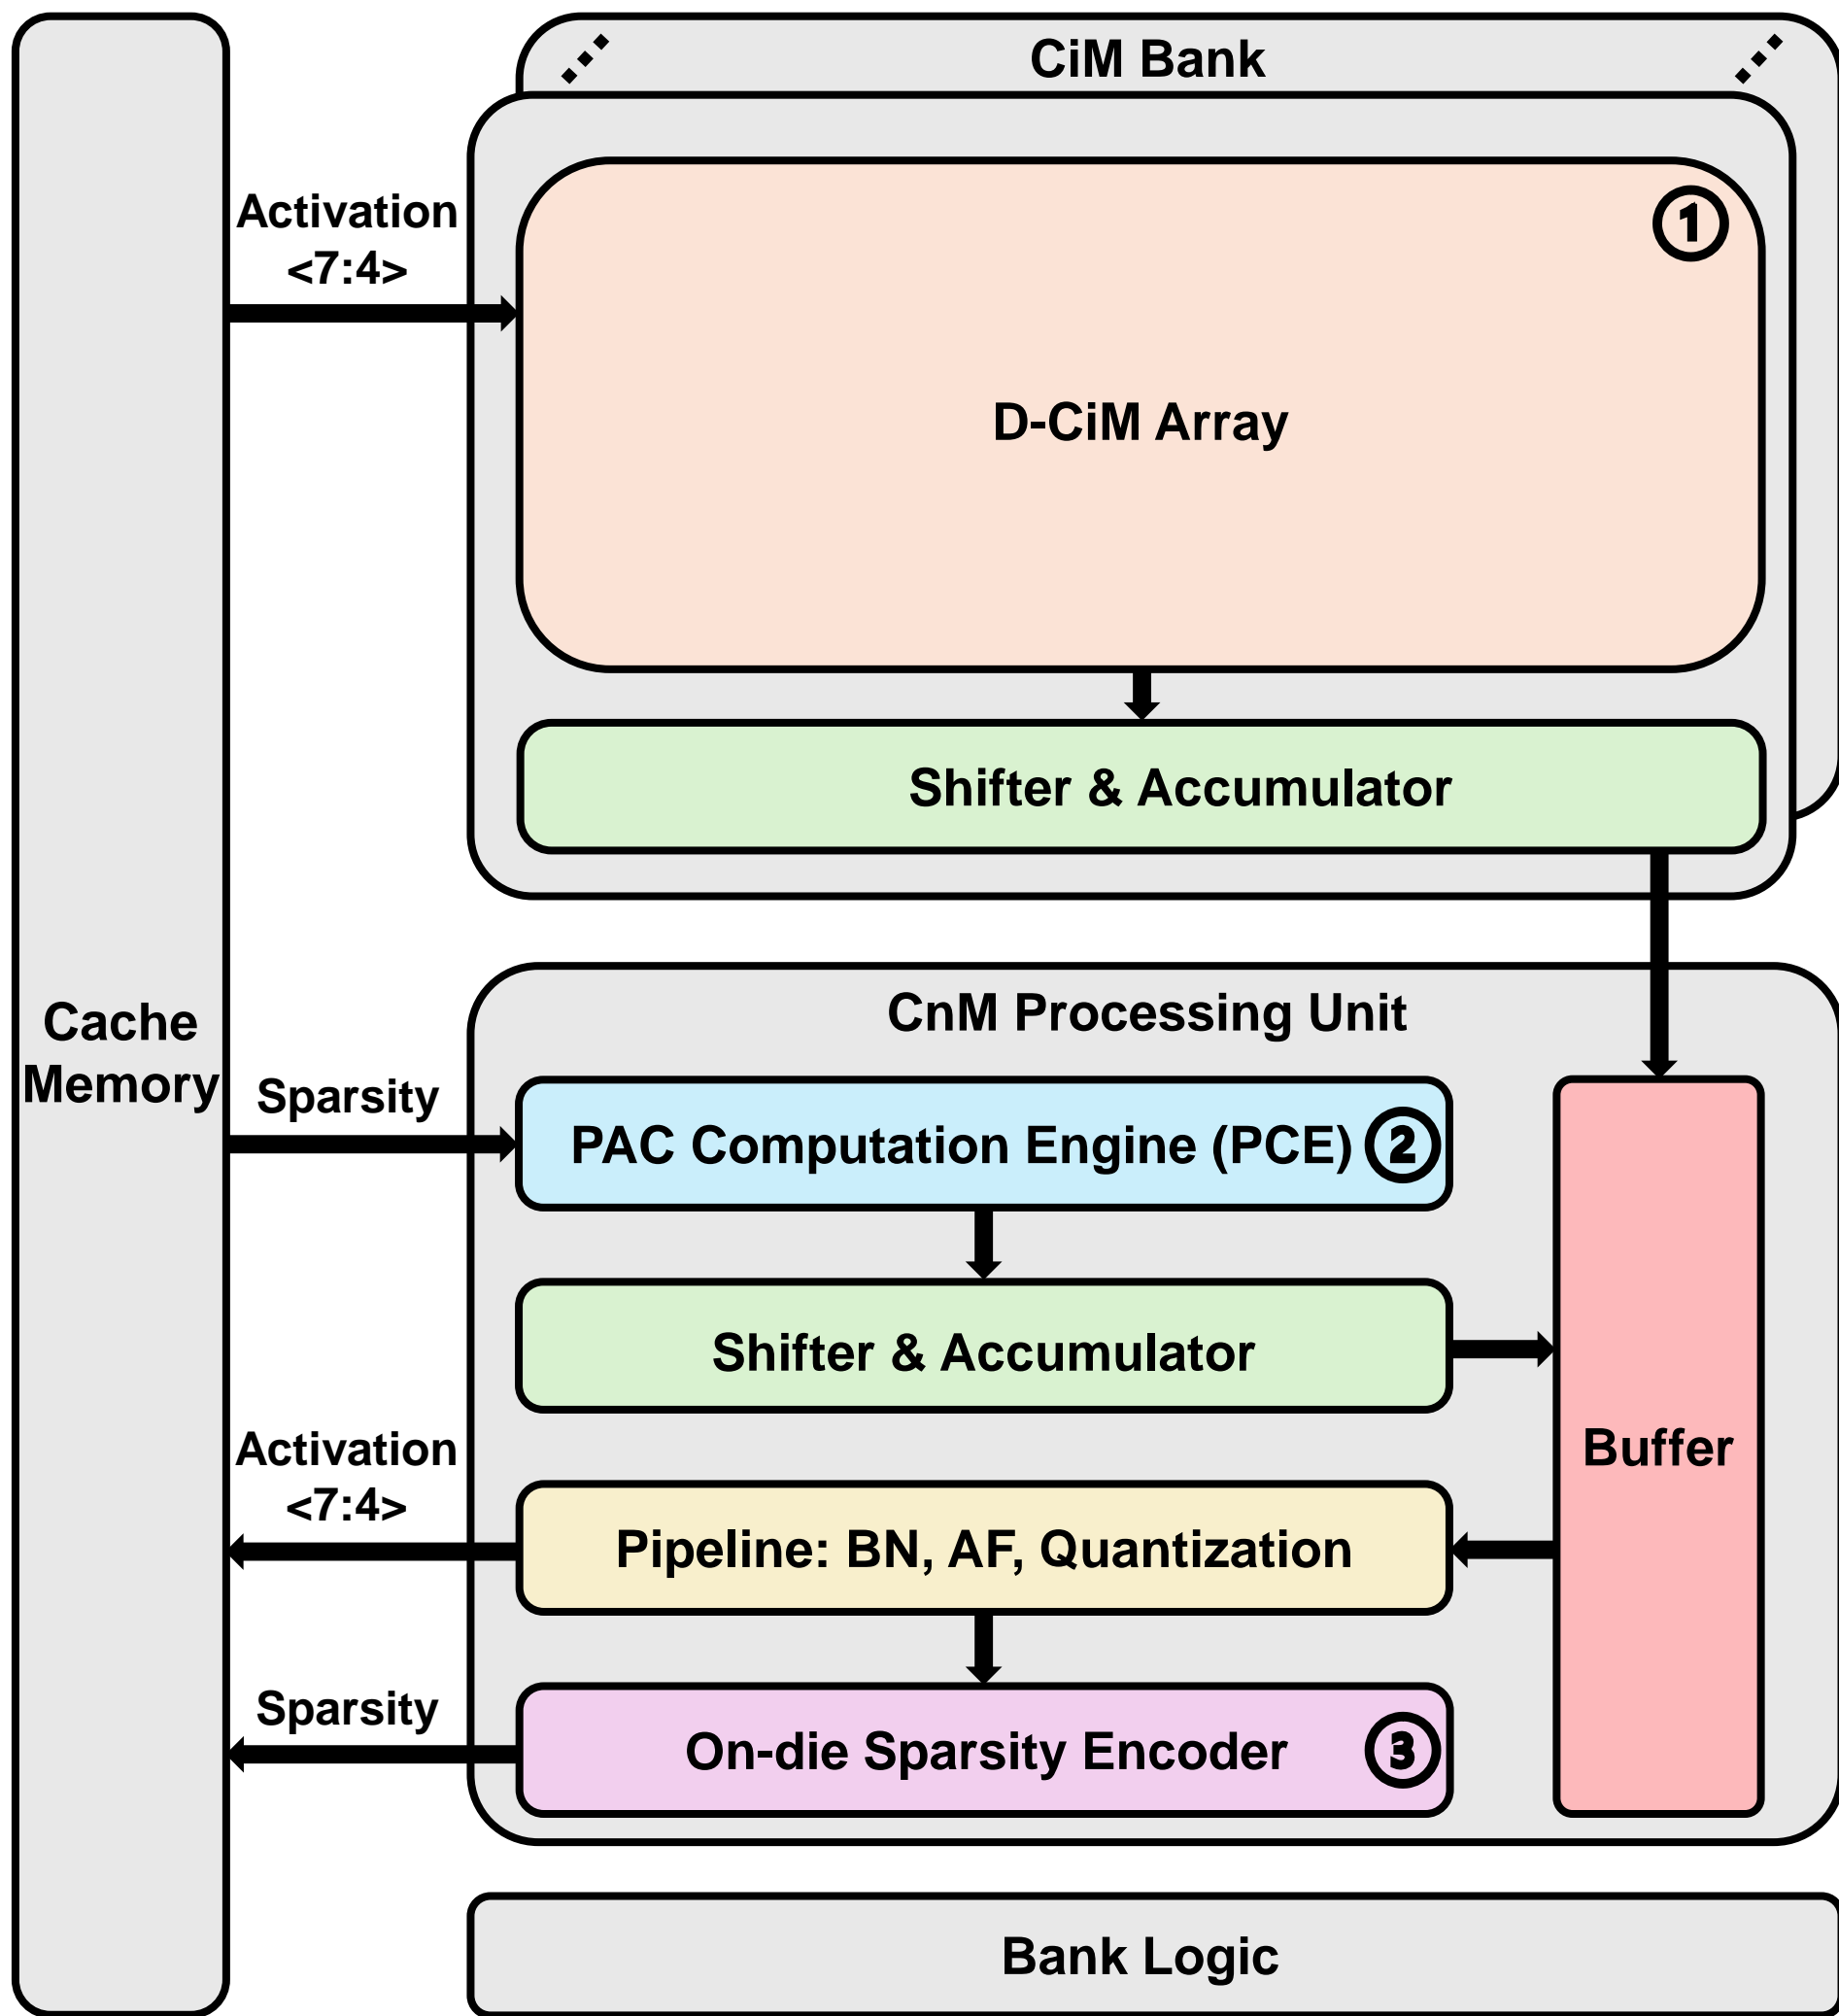 CiM Bank
Activation
<7:4>
1
D-CiM Array
Shifter & Accumulator
Cache
Memory
CnM Processing Unit
Sparsity
PAC Computation Engine (PCE) 2
Shifter & Accumulator
Buffer
Activation
<7:4>
Pipeline: BN, AF, Quantization
Sparsity
On-die Sparsity Encoder 3
Bank Logic